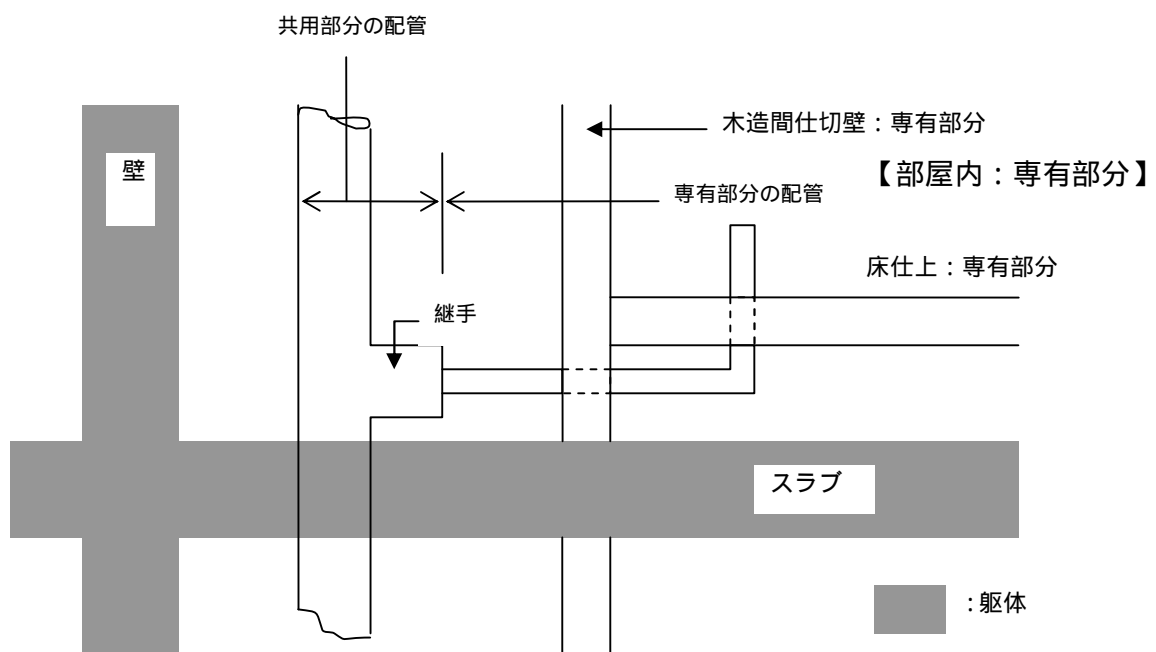 共用部分の配管
木造間仕切壁：専有部分
壁
【部屋内：専有部分】
専有部分の配管
床仕上：専有部分
継手
スラブ
：躯体